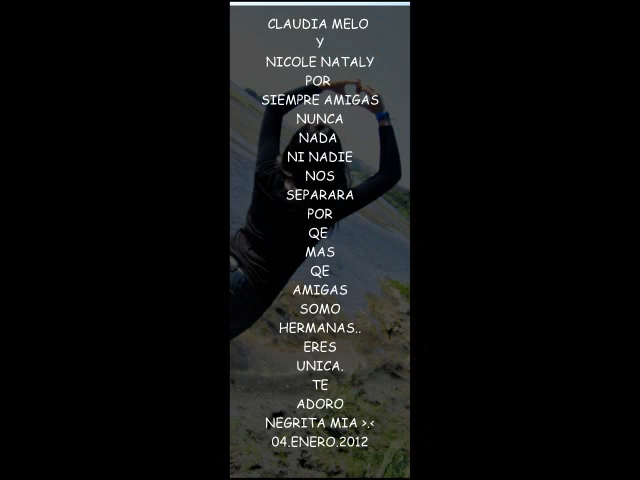 CLAUDIA MELO
Y
NICOLE NATALY
POR
SIEMPRE AMIGAS
NUNCA
NADA
NI NADIE
NOS
SEPARARA
POR
QE
MAS
QE
AMIGAS
SOMO
HERMANAS..
ERES
UNICA.
TE
ADORO
NEGRITA MIA >.<
04.ENERO.2012